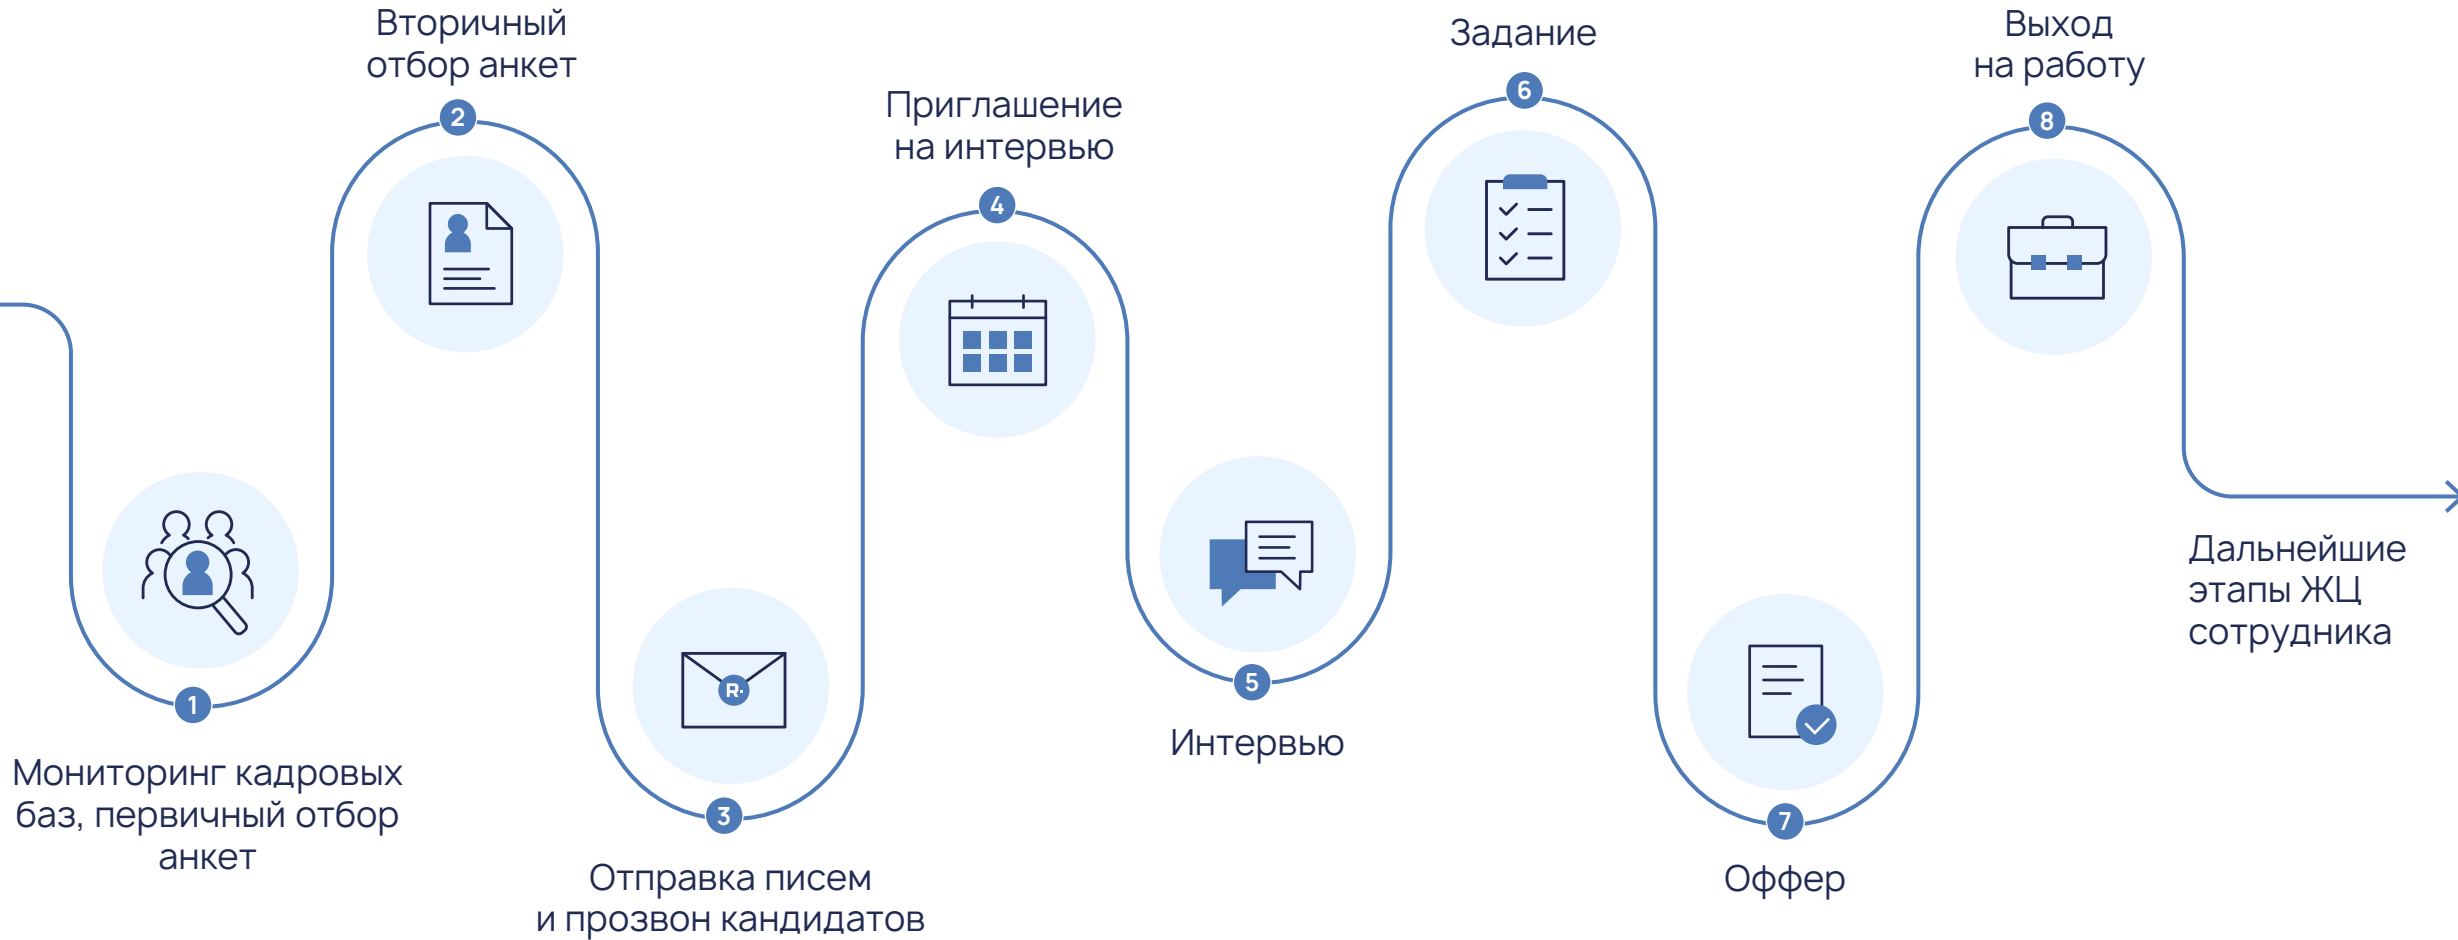 1
Мониторинг кадровых
баз, первичный отбор
анкет
2
Вторичный
отбор анкет
3
R.
Отправка писем
и прозвон кандидатов
4
Приглашение
на интервью
5
Интервью
6
Задание
7
Оффер
8
Выход
на работу
Дальнейшие
этапы ЖЦ
сотрудника